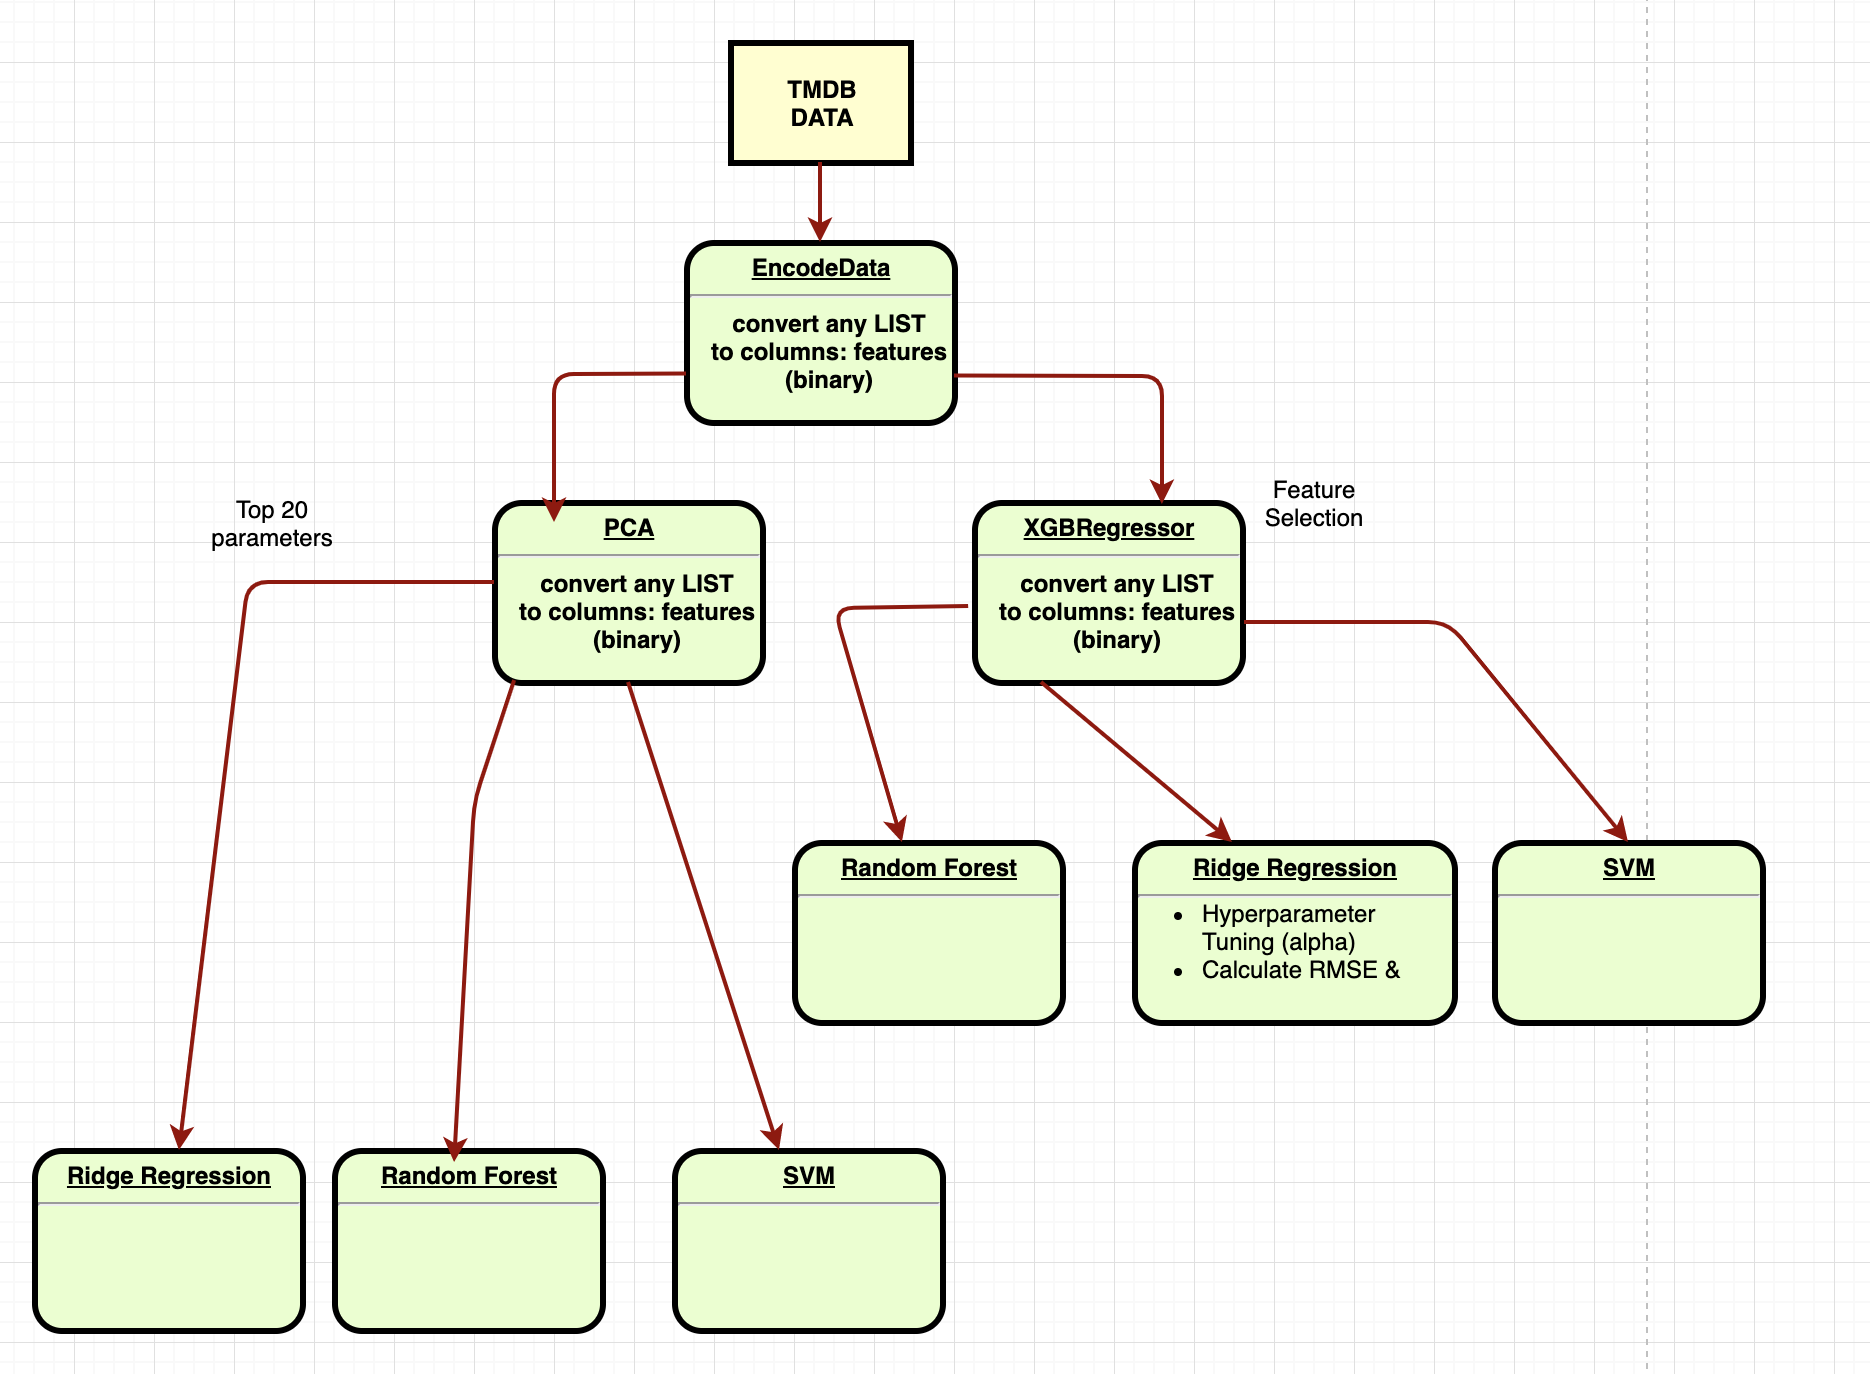 TMDB
DATA
EncodeData
convert any LIST
to columns: features
(binary)
Top 20
parameters
PCA
convert any LIST
to columns: features
(binary)
XGBRegressor
convert any LIST
to columns: features
(binary)
Feature
Selection
Random Forest
Ridge Regression
• Hyperparameter
Tuning (alpha)
• Calculate RMSE &
SVM
Ridge Regression
Random Forest
SVM